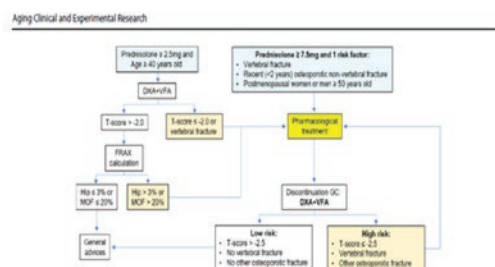 Aging Clinical and Experimental Research
Prednisolone ≥ 2.5mg and
Age ≥ 40 years old
Prednisolone ≥ 7.5mg and 1 risk factor:
• Vertebral fracture
• Recent (<2 years) osteoporotic non-vertebral fracture
• Postmenopausal women or men ≥ 50 years old
DXA+VFA
T-score > -2.0
T-score ≤ -2.0 or
vertebral fracture
Pharmacological
treatment
FRAX
calculation
Hip ≤ 3% or
MOF ≤ 20%
Hip > 3% or
MOF > 20%
Discontinuation GC:
DXA+VFA
General
advices
Low risk:
• T-score > -2.5
• No vertebral fracture
• No other osteoporotic fracture
High risk:
• T-score ≤ -2.5
• Vertebral fracture
• Other osteoporotic fracture